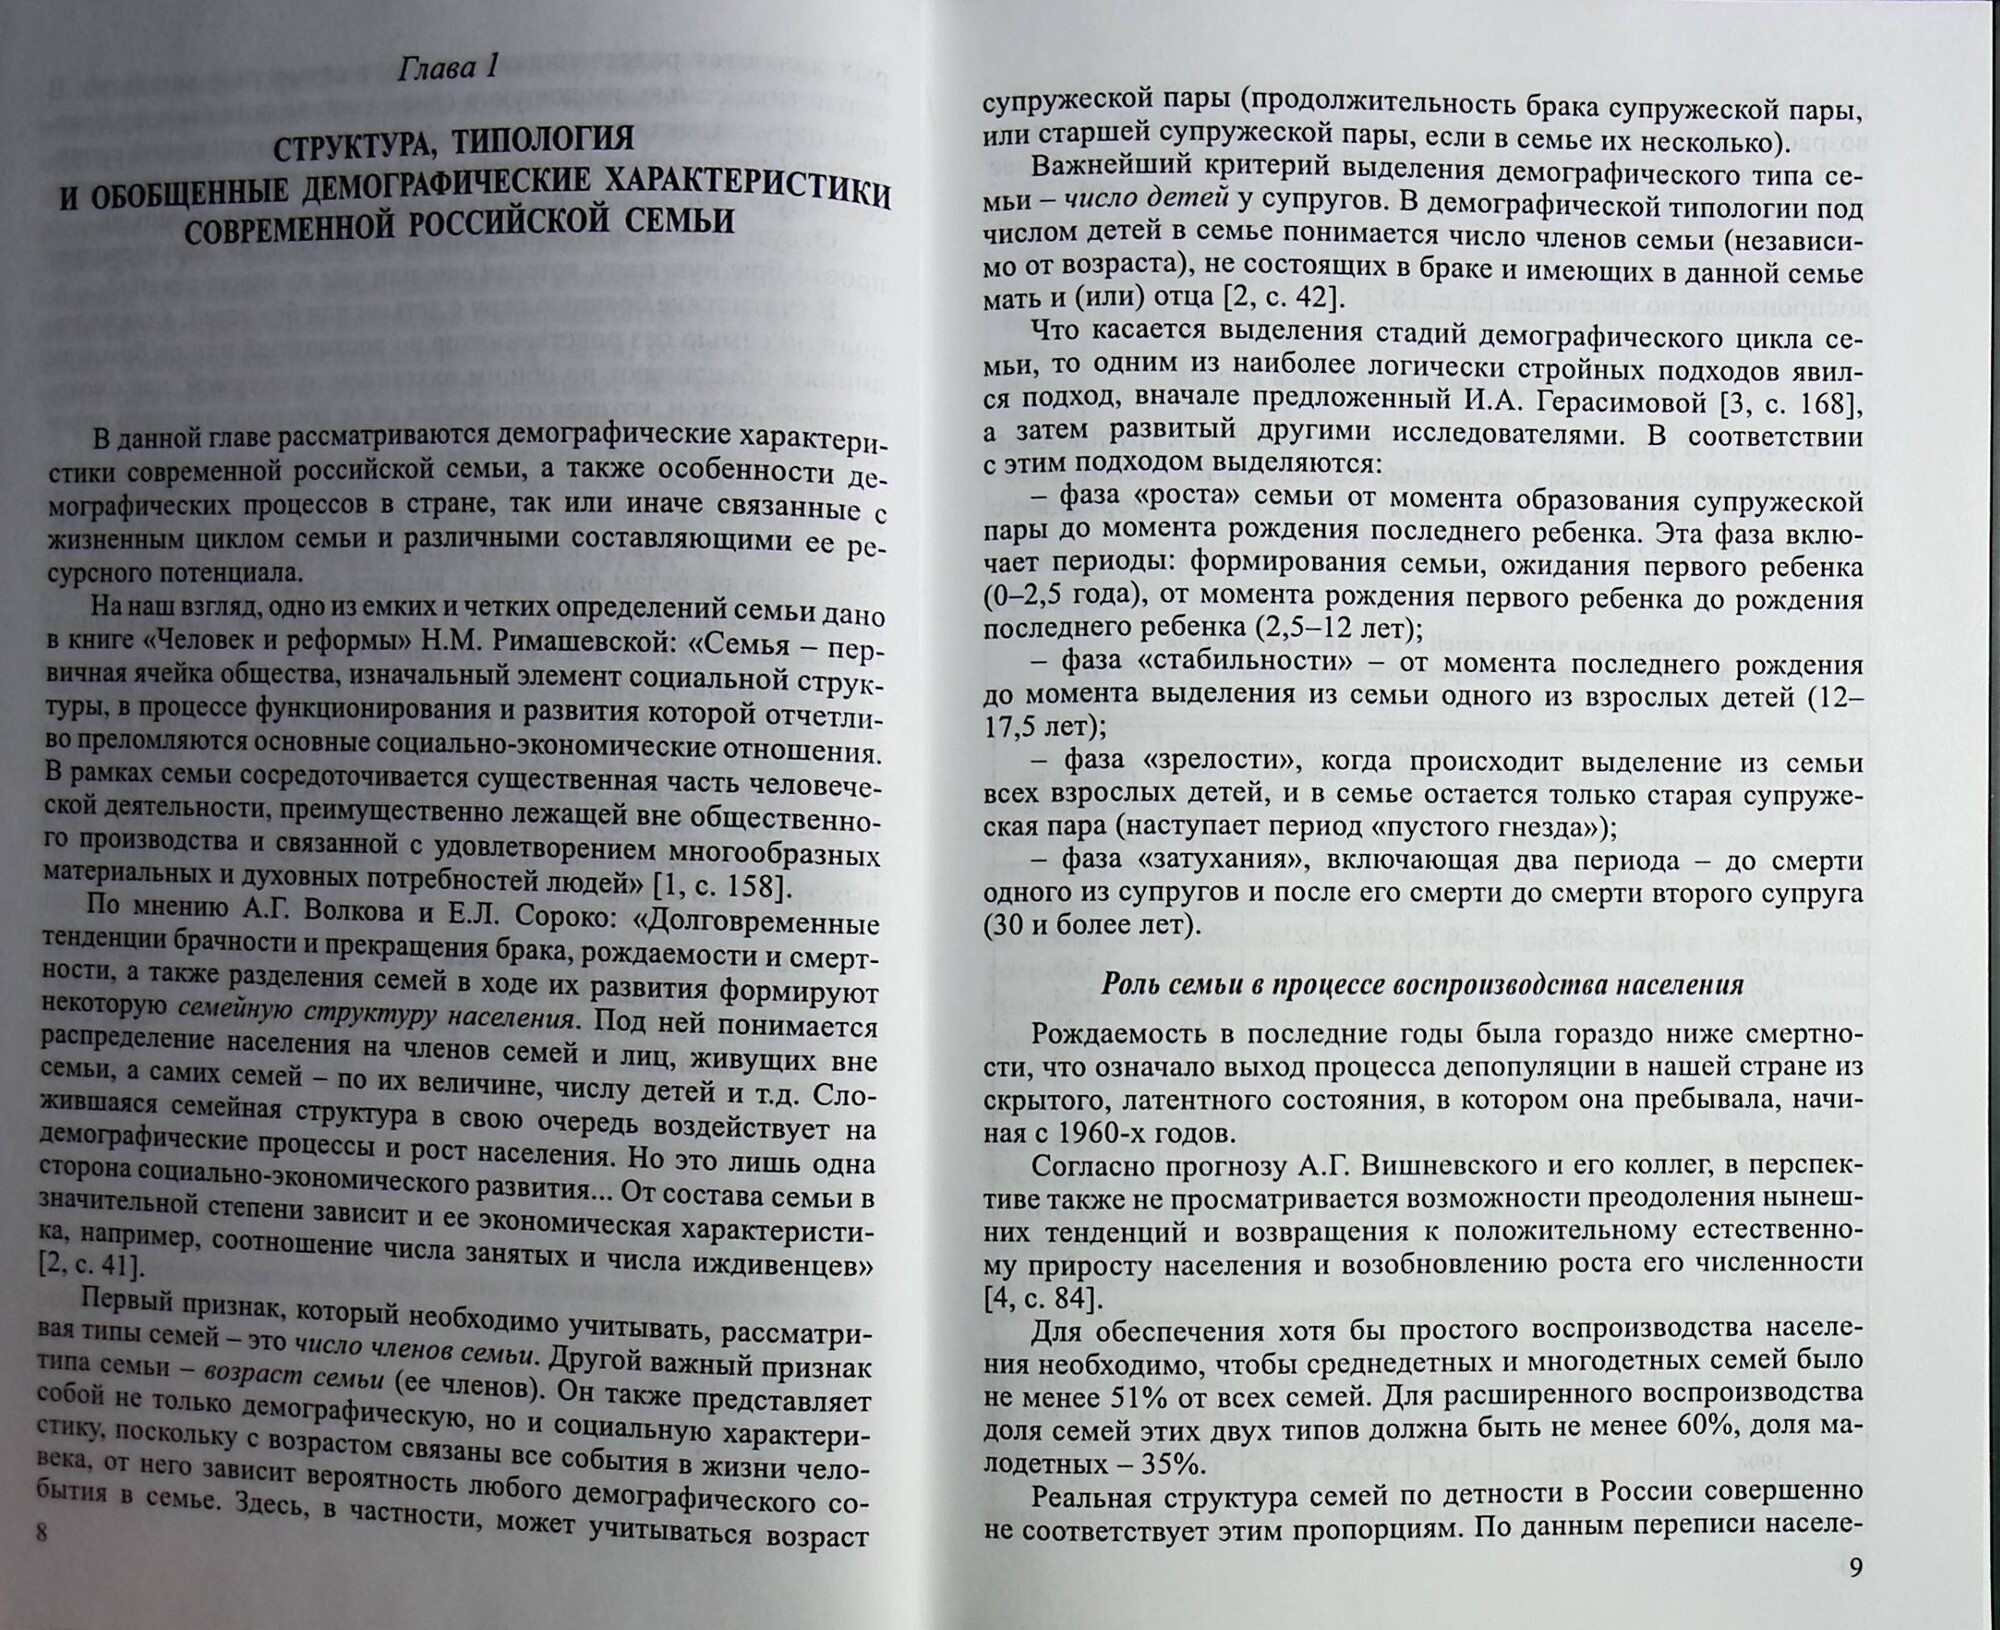 Глава 1
СТРУКТУРА, ТИПОЛОГИЯ
И ОБОБЩЕННЫЕ ДЕМОГРАФИЧЕСКИЕ ХАРАКТЕРИСТИКИ
СОВРЕМЕННОЙ РОССИЙСКОЙ СЕМЬИ
В данной главе рассматриваются демографические характери-
стики современной российской семьи, а также особенности де-
мографических процессов в стране, так или иначе связанные с
жизненным циклом семьи и различными составляющими ее ре-
сурсного потенциала.
На наш взгляд, одно из емких и четких определений семьи дано
в книге «Человек и реформы» Н.М. Римашевской: «Семья – пер-
вичная ячейка общества, изначальный элемент социальной струк-
туры, в процессе функционирования и развития которой отчетли-
во преломляются основные социально-экономические отношения.
В рамках семьи сосредоточивается существенная часть человече-
ской деятельности, преимущественно лежащей вне общественно-
го производства и связанной с удовлетворением многообразных
материальных и духовных потребностей людей» [1, с. 158].
По мнению А.Г. Волкова и Е.Л. Сороко: «Долговременные
тенденции брачности и прекращения брака, рождаемости и смерт-
ности, а также разделения семей в ходе их развития формируют
некоторую семейную структуру населения. Под ней понимается
распределение населения на членов семей и лиц, живущих вне
семьи, а самих семей – по их величине, числу детей и т.д. Сло-
жившаяся семейная структура в свою очередь воздействует на
демографические процессы и рост населения. Но это лишь одна
сторона социально-экономического развития... От состава семьи в
значительной степени зависит и ее экономическая характеристи-
ка, например, соотношение числа занятых и числа иждивенцев»
[2, с. 41].
Первый признак, который необходимо учитывать, рассматри-
вая типы семей – это число членов семьи. Другой важный признак
типа семьи – возраст семьи (ее членов). Он также представляет
собой не только демографическую, но и социальную характери-
стику, поскольку с возрастом связаны все события в жизни чело-
века, от него зависит вероятность любого демографического со-
бытия в семье. Здесь, в частности, может учитываться возраст
8
супружеской пары (продолжительность брака супружеской пары,
или старшей супружеской пары, если в семье их несколько).
Важнейший критерий выделения демографического типа се-
мьи – число детей у супругов. В демографической типологии под
числом детей в семье понимается число членов семьи (независи-
мо от возраста), не состоящих в браке и имеющих в данной семье
мать и (или) отца [2, с. 42].
Что касается выделения стадий демографического цикла се-
мьи, то одним из наиболее логически стройных подходов явил-
ся подход, вначале предложенный И.А. Герасимовой [3, с. 168],
а затем развитый другими исследователями. В соответствии
с этим подходом выделяются:
– фаза «роста» семьи от момента образования супружеской
пары до момента рождения последнего ребенка. Эта фаза вклю-
чает периоды: формирования семьи, ожидания первого ребенка
(0–2,5 года), от момента рождения первого ребенка до рождения
последнего ребенка (2,5–12 лет);
– фаза «стабильности» – от момента последнего рождения
до момента выделения из семьи одного из взрослых детей (12–
17,5 лет);
– фаза «зрелости», когда происходит выделение из семьи
всех взрослых детей, и в семье остается только старая супруже-
ская пара (наступает период «пустого гнезда»);
– фаза «затухания», включающая два периода – до смерти
одного из супругов и после его смерти до смерти второго супруга
(30 и более лет).
Роль семьи в процессе воспроизводства населения
Рождаемость в последние годы была гораздо ниже смертно-
сти, что означало выход процесса депопуляции в нашей стране из
скрытого, латентного состояния, в котором она пребывала, начи-
ная с 1960-х годов.
Согласно прогнозу А.Г. Вишневского и его коллег, в перспек-
тиве также не просматривается возможности преодоления нынеш-
них тенденций и возвращения к положительному естественно-
му приросту населения и возобновлению роста его численности
[4, с. 84].
Для обеспечения хотя бы простого воспроизводства населе-
ния необходимо, чтобы среднедетных и многодетных семей было
не менее 51% от всех семей. Для расширенного воспроизводства
доля семей этих двух типов должна быть не менее 60%, доля ма-
лодетных – 35%.
Реальная структура семей по детности в России совершенно
не соответствует этим пропорциям. По данным переписи населе-
9